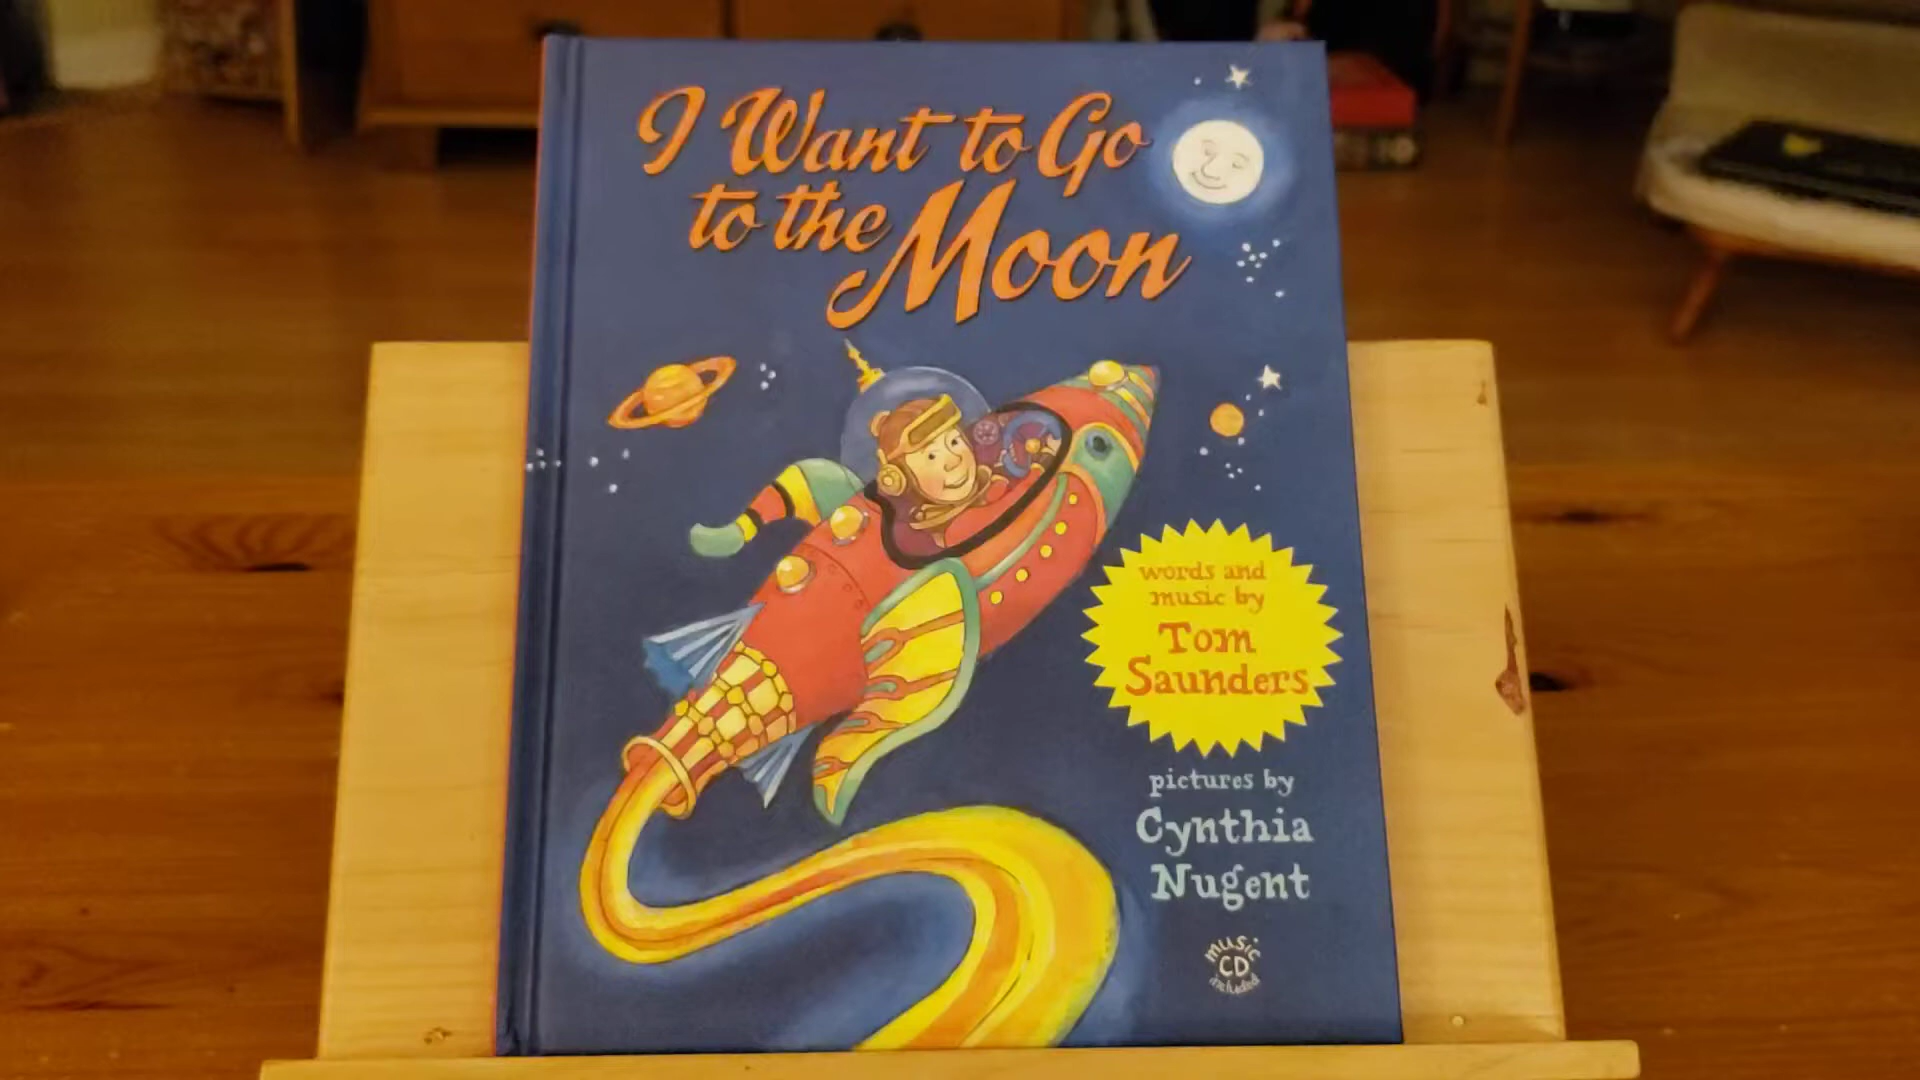 I Want to Go
to the
Moon
words and
music by
Tom
Saunders
pictures by
Cynthia
Nugent
music
CD
included